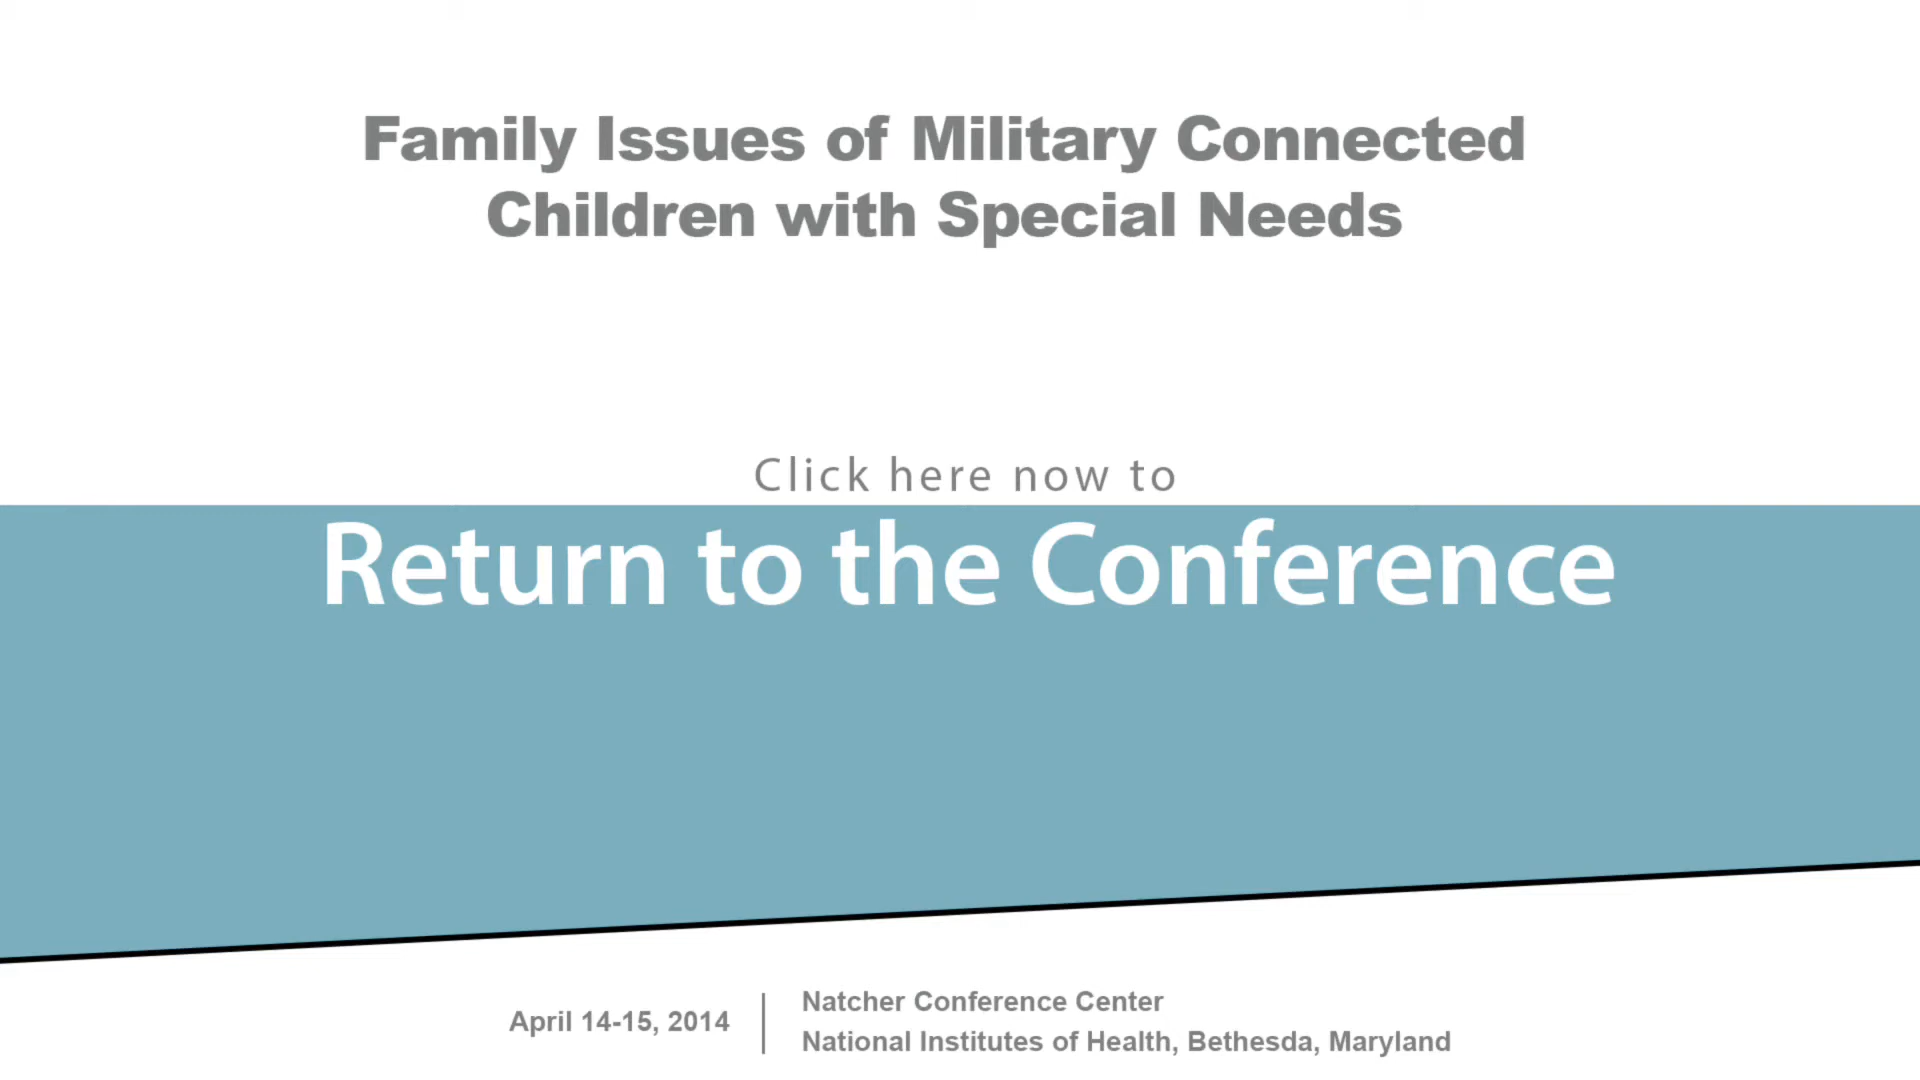 Family Issues of Military Connected
Children with Special Needs
Click here now to
Return to the Conference
April 14-15, 2014
Natcher Conference Center
National Institutes of Health, Bethesda, Maryland